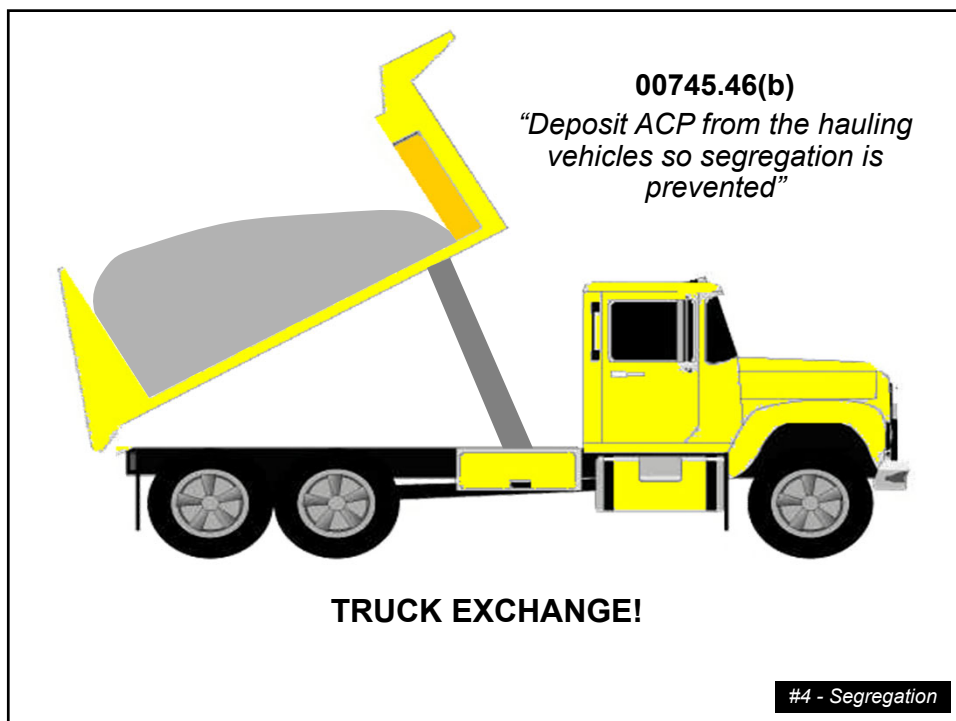 00745.46(b)
“Deposit ACP from the hauling
vehicles so segregation is
prevented”
TRUCK EXCHANGE!
#4 - Segregation